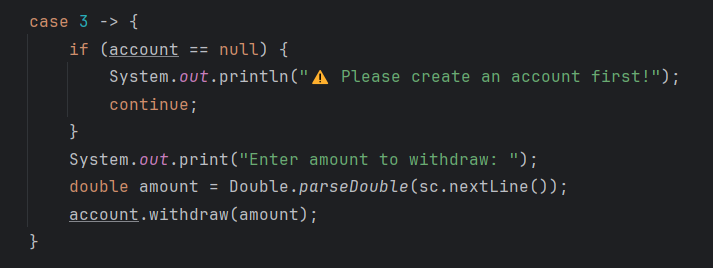 case 3 -> {
    if (account == null) {
        System.out.println("⚠️ Please create an account first!");
        continue;
    }
    System.out.print("Enter amount to withdraw: ");
    double amount = Double.parseDouble(sc.nextLine());
    account.withdraw(amount);
}